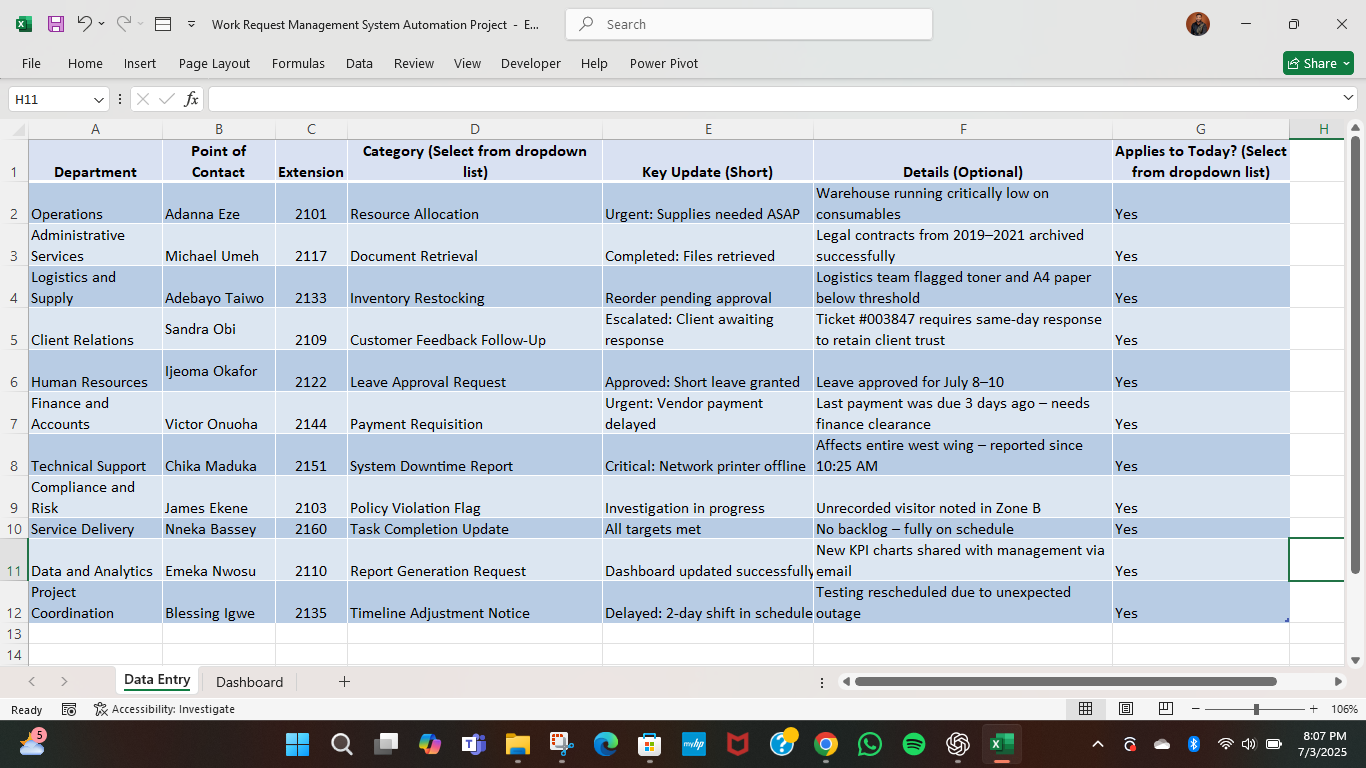 Work Request Management System Automation Project - E...
Search
File Home Insert Page Layout Formulas Data Review View Developer Help Power Pivot
Share
H11
fx
A B C D E F G H
1 Department Point of Contact Extension Category (Select from dropdown list) Key Update (Short) Details (Optional) Applies to Today? (Select from dropdown list)
2 Operations Adanna Eze 2101 Resource Allocation Urgent: Supplies needed ASAP Warehouse running critically low on consumables Yes
3 Administrative Services Michael Umeh 2117 Document Retrieval Completed: Files retrieved Legal contracts from 2019–2021 archived successfully Yes
4 Logistics and Supply Adebayo Taiwo 2133 Inventory Restocking Reorder pending approval Logistics team flagged toner and A4 paper below threshold Yes
5 Client Relations Sandra Obi 2109 Customer Feedback Follow-Up Escalated: Client awaiting response Ticket #003847 requires same-day response to retain client trust Yes
6 Human Resources Ijeoma Okafor 2122 Leave Approval Request Approved: Short leave granted Leave approved for July 8–10 Yes
7 Finance and Accounts Victor Onuoha 2144 Payment Requisition Urgent: Vendor payment delayed Last payment was due 3 days ago – needs finance clearance Yes
8 Technical Support Chika Maduka 2151 System Downtime Report Critical: Network printer offline Affects entire west wing – reported since 10:25 AM Yes
9 Compliance and Risk James Ekene 2103 Policy Violation Flag Investigation in progress Unrecorded visitor noted in Zone B Yes
10 Service Delivery Nneka Bassey 2160 Task Completion Update All targets met No backlog – fully on schedule Yes
11 Data and Analytics Emeka Nwosu 2110 Report Generation Request Dashboard updated successfully New KPI charts shared with management via email Yes
12 Project Coordination Blessing Igwe 2135 Timeline Adjustment Notice Delayed: 2-day shift in schedule Testing rescheduled due to unexpected outage Yes
13
14
Data Entry Dashboard
Ready Accessibility: Investigate 106%
5
myhp
8:07 PM
7/3/2025